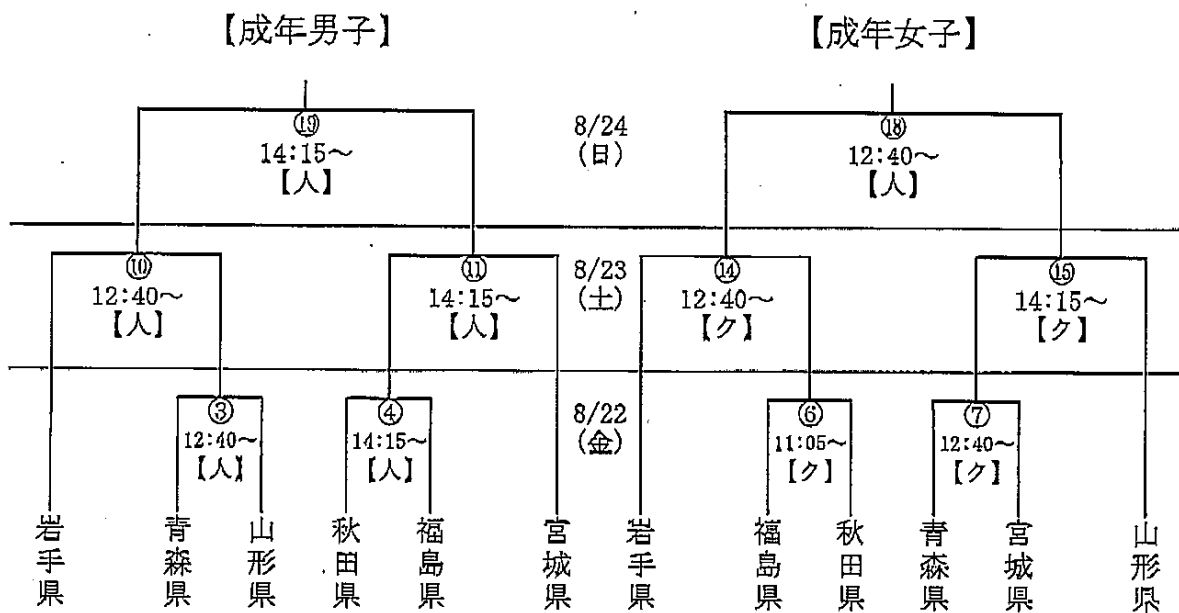 【成年男子】
【成年女子】
⑲
14:15～
【人】
8/24
(日)
⑱
12:40～
【人】
⑩
12:40～
【人】
⑪
14:15～
【人】
8/23
(土)
⑭
12:40～
【ク】
⑮
14:15～
【ク】
③
12:40～
【人】
④
14:15～
【人】
8/22
(金)
⑥
11:05～
【ク】
⑦
12:40～
【ク】
岩手県
青森県
山形県
秋田県
福島県
宮城県
岩手県
福島県
秋田県
青森県
宮城県
山形県